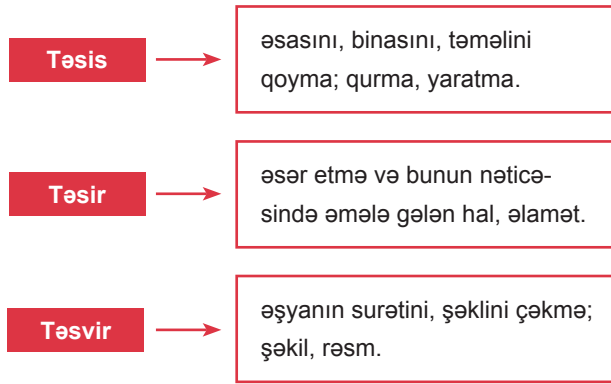 Təsis
əsasını, binasını, təməlini
qoyma; qurma, yaratma.
Təsir
əsər etmə və bunun nəticə-
sində əmələ gələn hal, əlamət.
Təsvir
əşyanın surətini, şəklini çəkmə;
şəkil, rəsm.